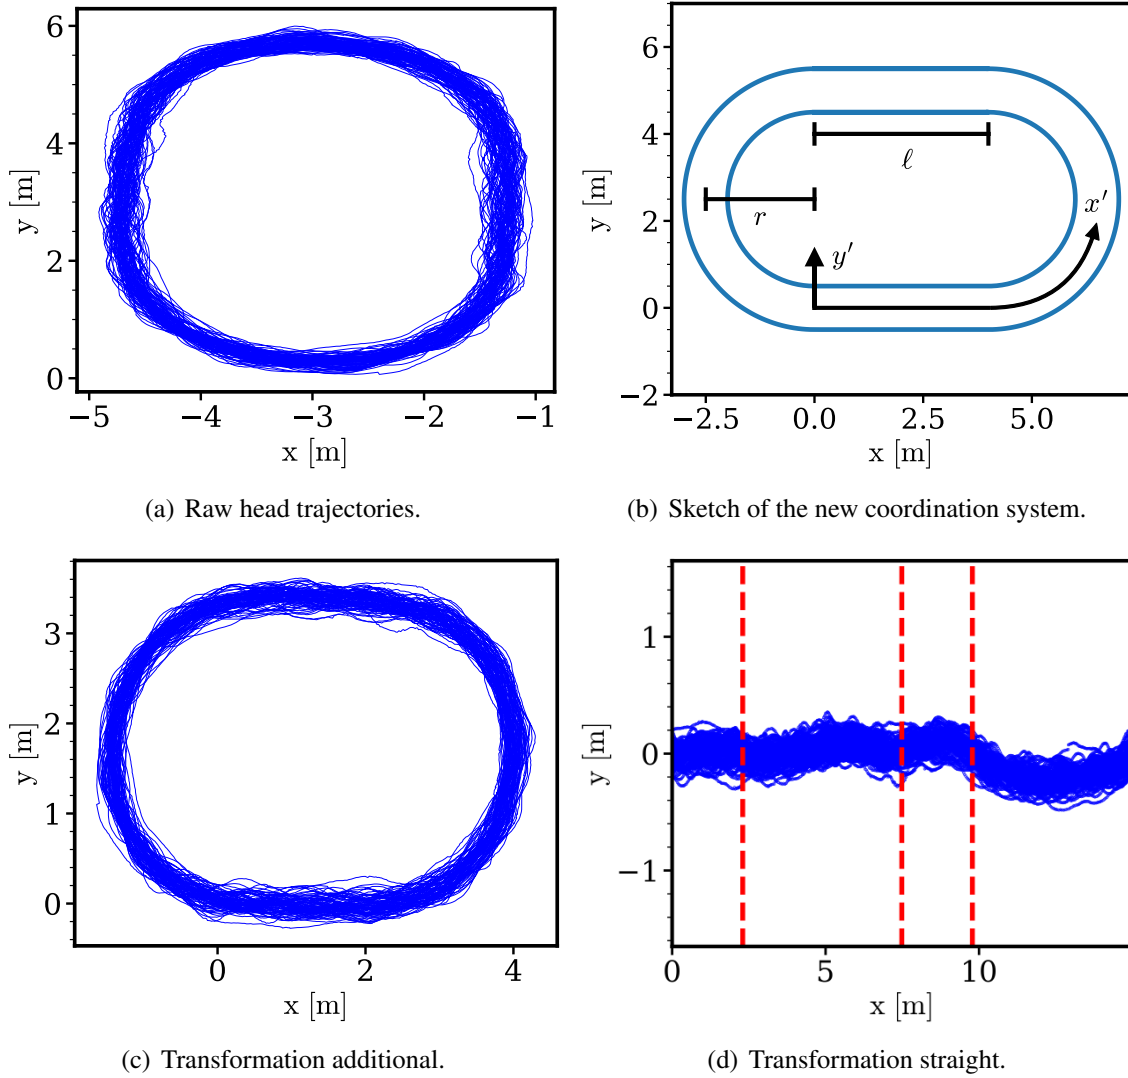 6
4
2
0
y [m]
−5 −4 −3 −2 −1
x [m]
(a) Raw head trajectories.
6
4
2
0
−2
y [m]
ℓ
r
x′
y′
−2.5 0.0 2.5 5.0
x [m]
(b) Sketch of the new coordination system.
3
2
1
0
y [m]
0 2 4
x [m]
(c) Transformation additional.
1
0
−1
y [m]
0 5 10
x [m]
(d) Transformation straight.